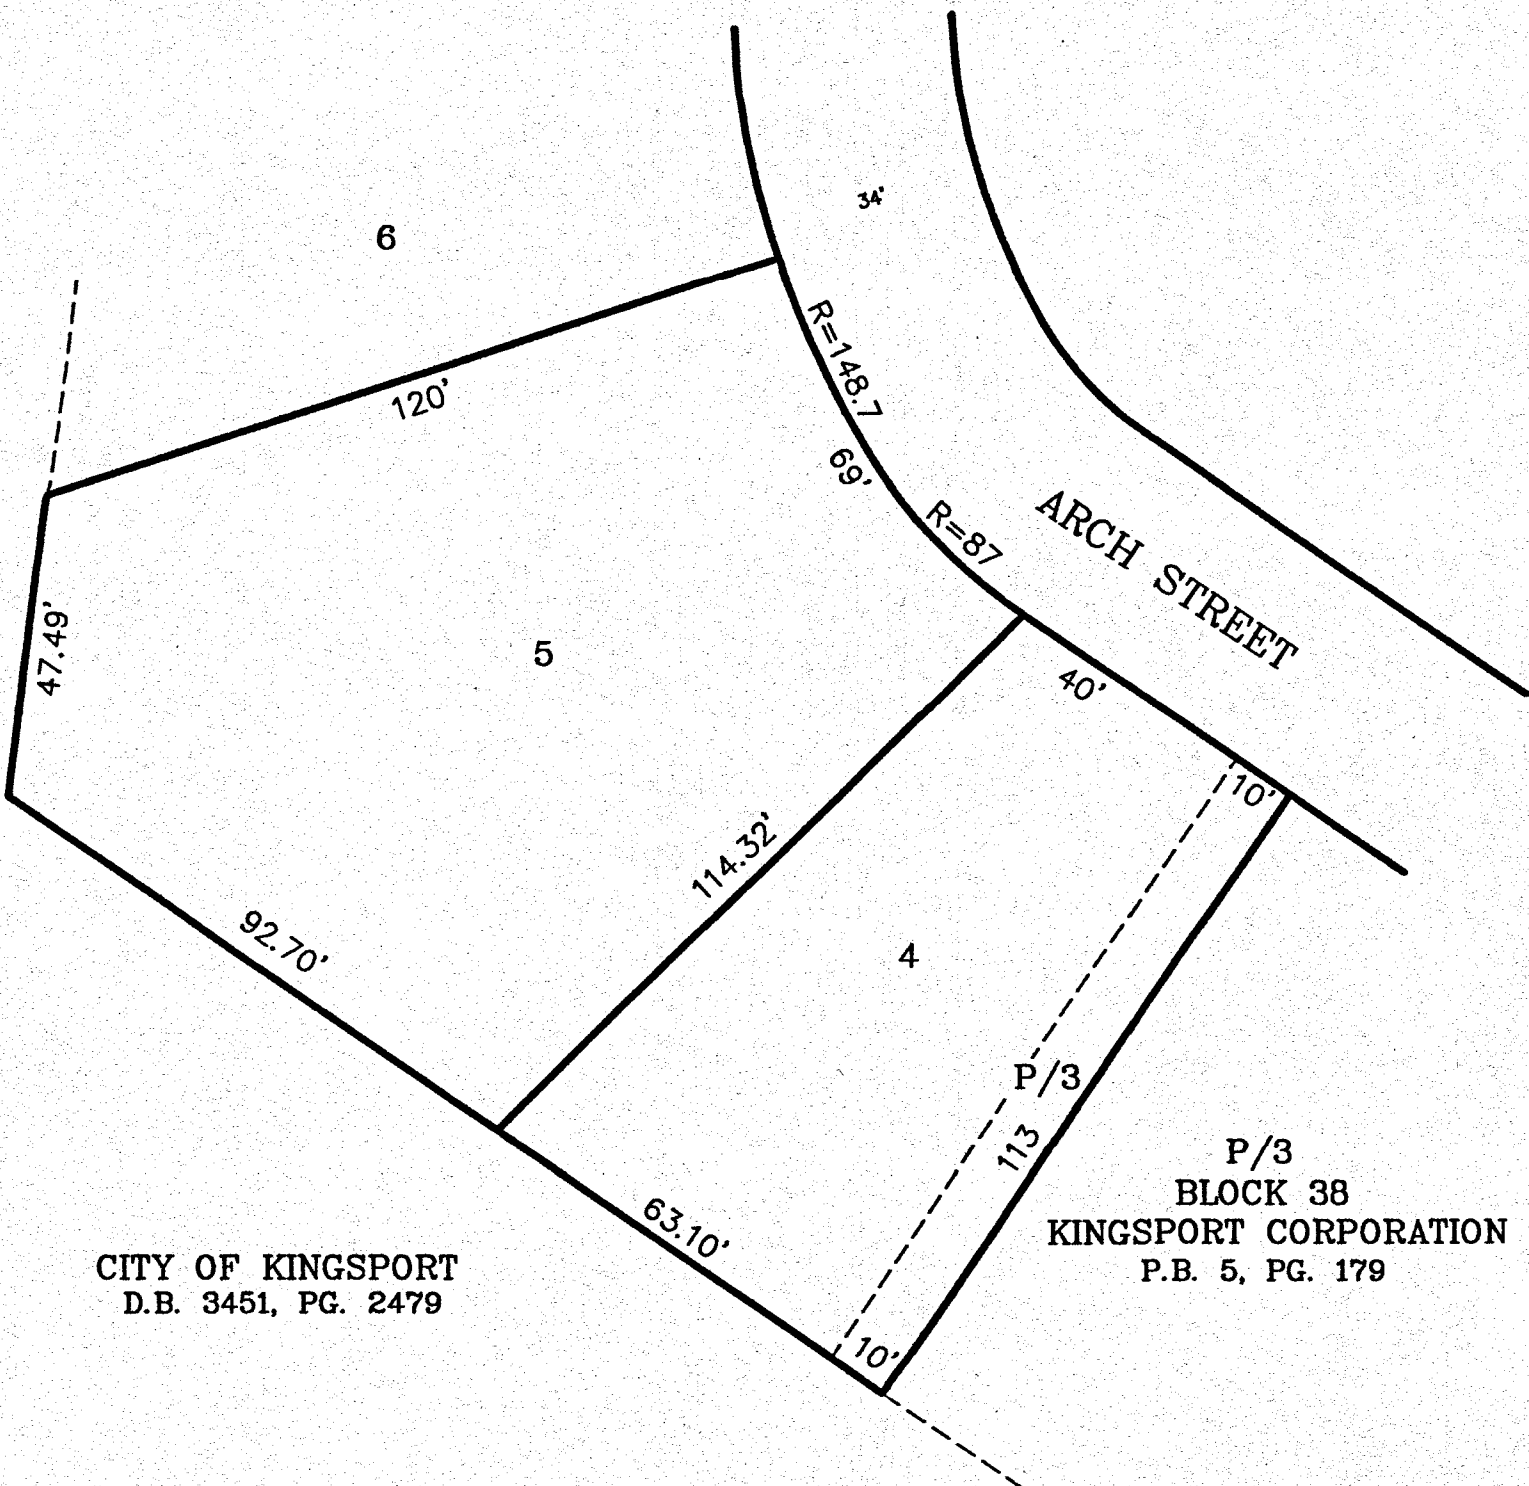 34'
6
R=148.7
120'
69'
R=87
ARCH STREET
47.49'
5
40'
10'
114.32'
92.70'
4
P/3
113
P/3
BLOCK 38
KINGSPORT CORPORATION
P.B. 5, PG. 179
63.10'
CITY OF KINGSPORT
D.B. 3451, PG. 2479
10'